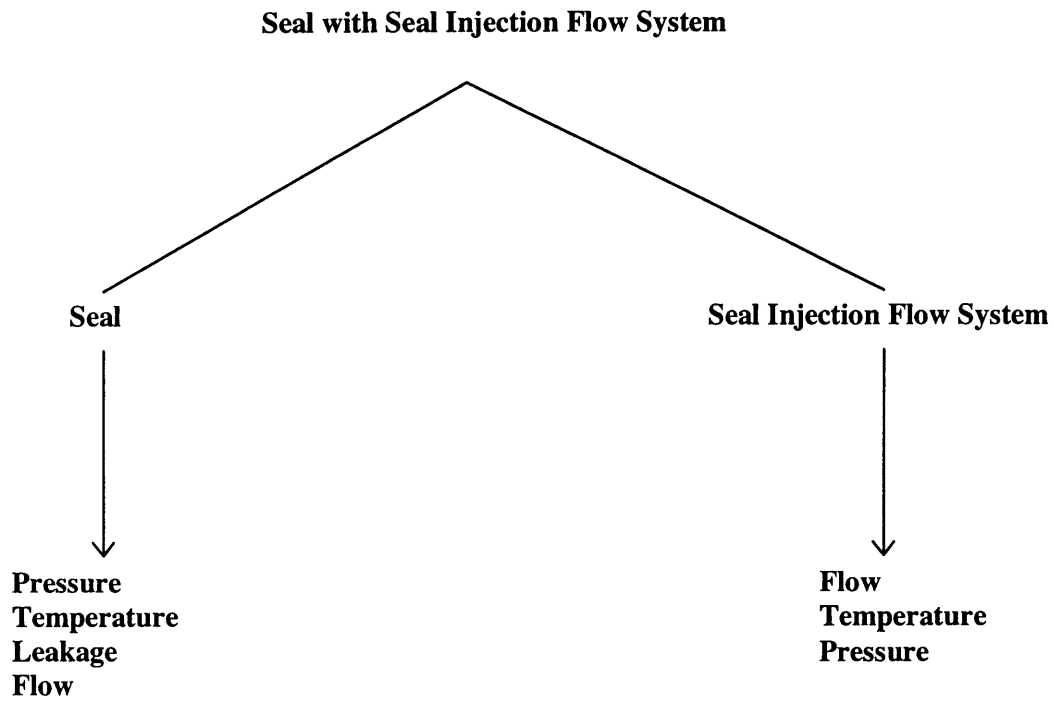 Seal with Seal Injection Flow System
Seal
Seal Injection Flow System
Pressure
Temperature
Leakage
Flow
Flow
Temperature
Pressure